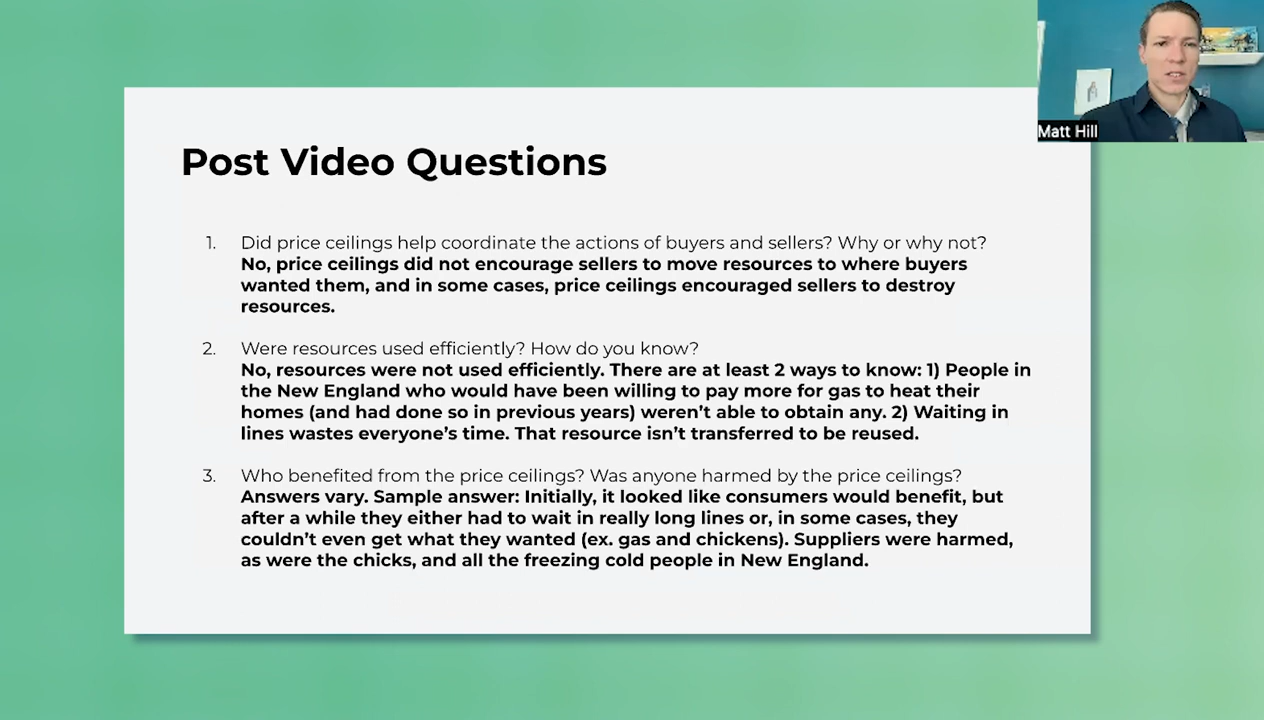 Matt Hill
Post Video Questions
1. Did price ceilings help coordinate the actions of buyers and sellers? Why or why not?
No, price ceilings did not encourage sellers to move resources to where buyers
wanted them, and in some cases, price ceilings encouraged sellers to destroy
resources.
2. Were resources used efficiently? How do you know?
No, resources were not used efficiently. There are at least 2 ways to know: 1) People in
the New England who would have been willing to pay more for gas to heat their
homes (and had done so in previous years) weren’t able to obtain any. 2) Waiting in
lines wastes everyone’s time. That resource isn’t transferred to be reused.
3. Who benefited from the price ceilings? Was anyone harmed by the price ceilings?
Answers vary. Sample answer: Initially, it looked like consumers would benefit, but
after a while they either had to wait in really long lines or, in some cases, they
couldn’t even get what they wanted (ex. gas and chickens). Suppliers were harmed,
as were the chicks, and all the freezing cold people in New England.